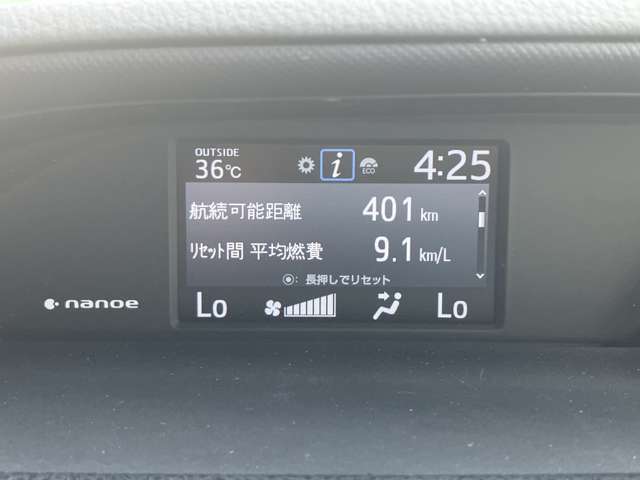 OUTSIDE
36℃
i
ECO
4:25
航続可能距離 401 km
ﾘｾｯﾄ間 平均燃費 9.1 km/L
◉: 長押しでリセット
nanoe
Lo
Lo